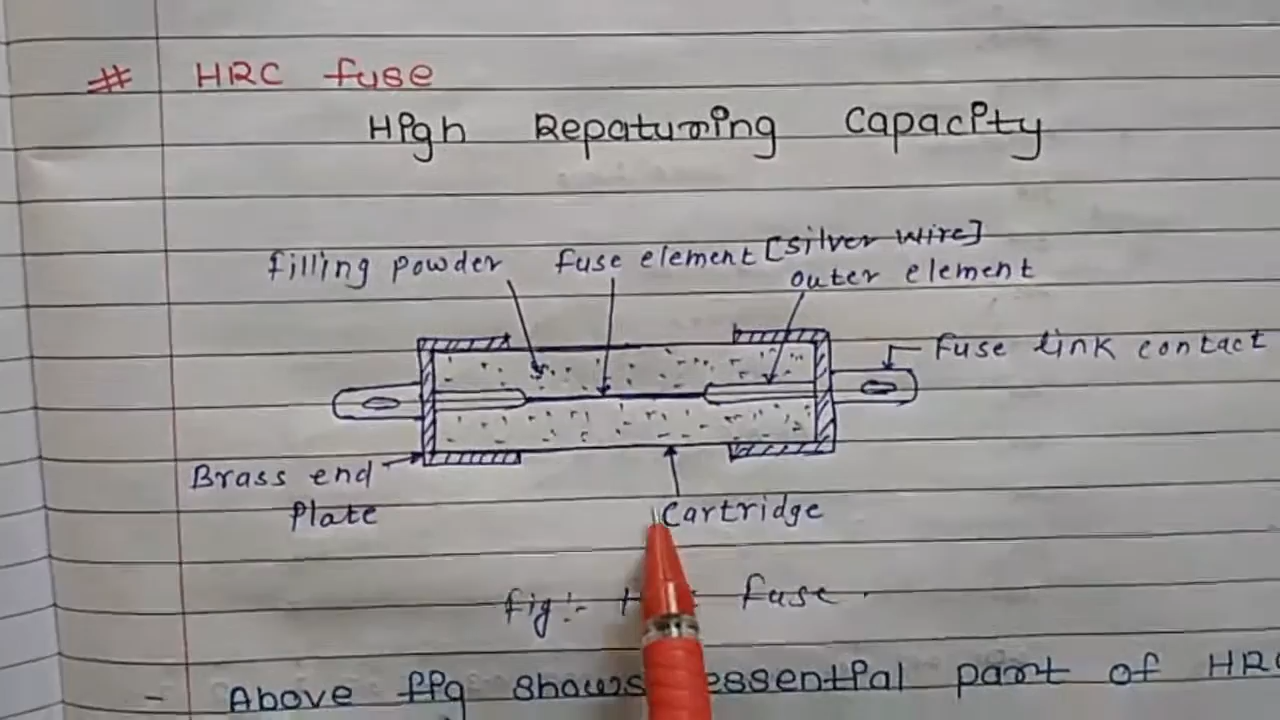 # HRC fuse
High Repaturing Capacity
filling powder fuse element [silver wire]
outer element
Fuse link contact
Brass end
Plate
Cartridge
fig:- fuse.
- Above fig shows essential part of HRC